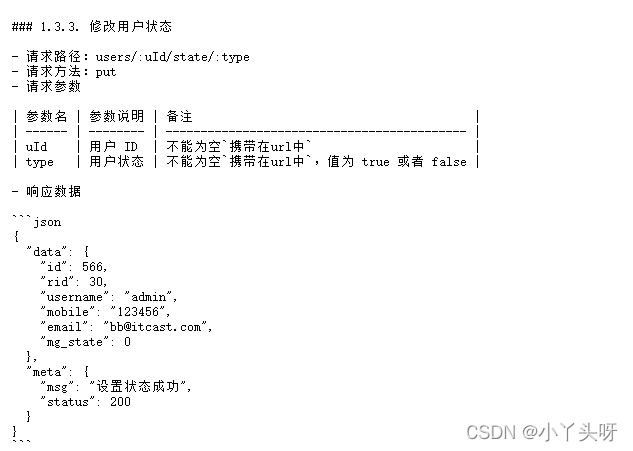 ### 1.3.3. 修改用户状态
- 请求路径：users/:uId/state/:type
- 请求方法：put
- 请求参数
| 参数名 | 参数说明 | 备注 |
| ------ | -------- | ------------------------------------------- |
| uId | 用户 ID | 不能为空`携带在url中` |
| type | 用户状态 | 不能为空`携带在url中`，值为 true 或者 false |
- 响应数据
```json
{
"data": {
"id": 566,
"rid": 30,
"username": "admin",
"mobile": "123456",
"email": "bb@itcast.com",
"mg_state": 0
},
"meta": {
"msg": "设置状态成功",
"status": 200
}
}
```
CSDN @小丫头呀